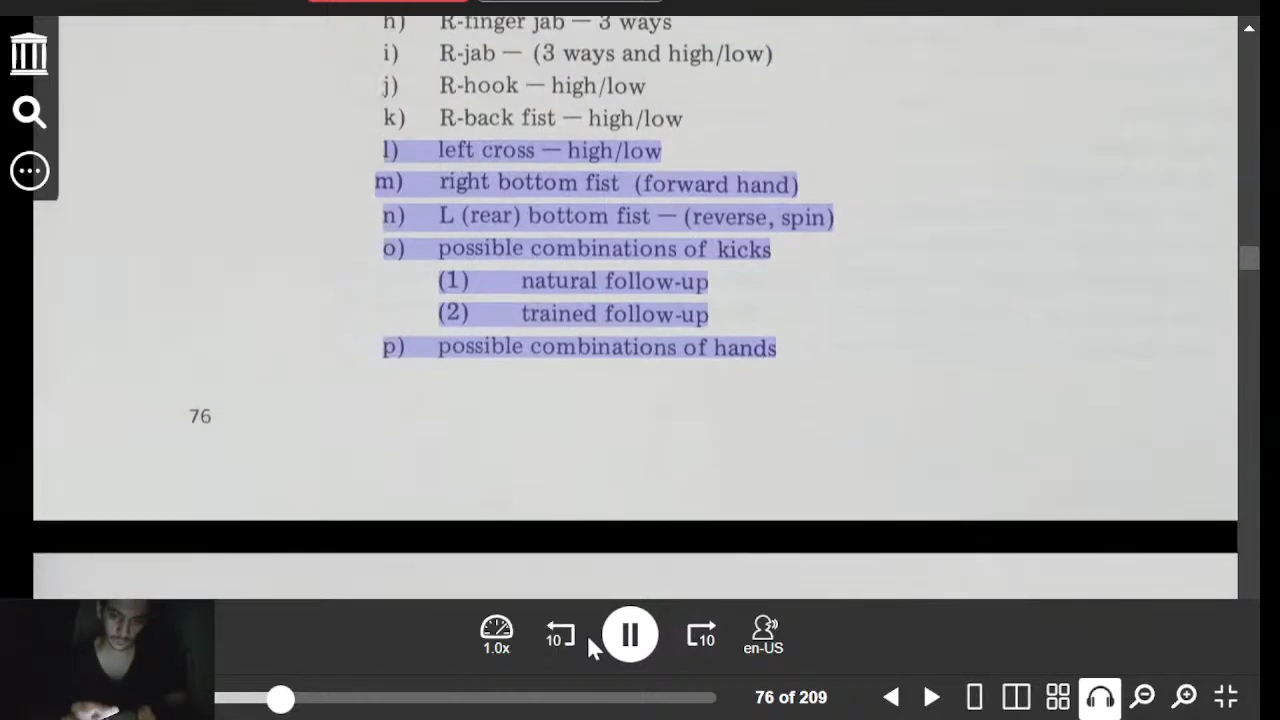 h) R-finger jab — 3 ways
i) R-jab — (3 ways and high/low)
j) R-hook — high/low
k) R-back fist — high/low
l) left cross — high/low
m) right bottom fist (forward hand)
n) L (rear) bottom fist — (reverse, spin)
o) possible combinations of kicks
(1) natural follow-up
(2) trained follow-up
p) possible combinations of hands
76
1.0x
10
10
en-US
76 of 209